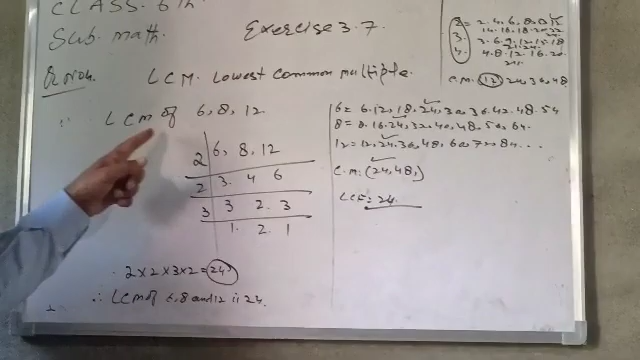 CLASS. 6th
Sub. math.
Exercise 3.7.
LCM. Lowest common multiple.
∴ LCM of 6, 8, 12
2 | 6, 8, 12
2 | 3. 4 6
3 | 3 2. 3
1. 2. 1
2×2×3×2=24
∴ LCM of 6, 8 and 12 is 24.
2 = 2. 4. 6. 8
14. 16. 18.
3. 3. 6. 9. 12. 15. 18
4. 4. 8. 12. 16. 20
C.M. 12 24, 36, 48
6= 6. 12, 18, 24, 30, 36. 42. 48. 54
8= 8. 16. 24, 32, 40, 48, 56, 64.
12= 12, 24, 36, 48, 60, 72, 84...
C.M. (24, 48,)
= 24.